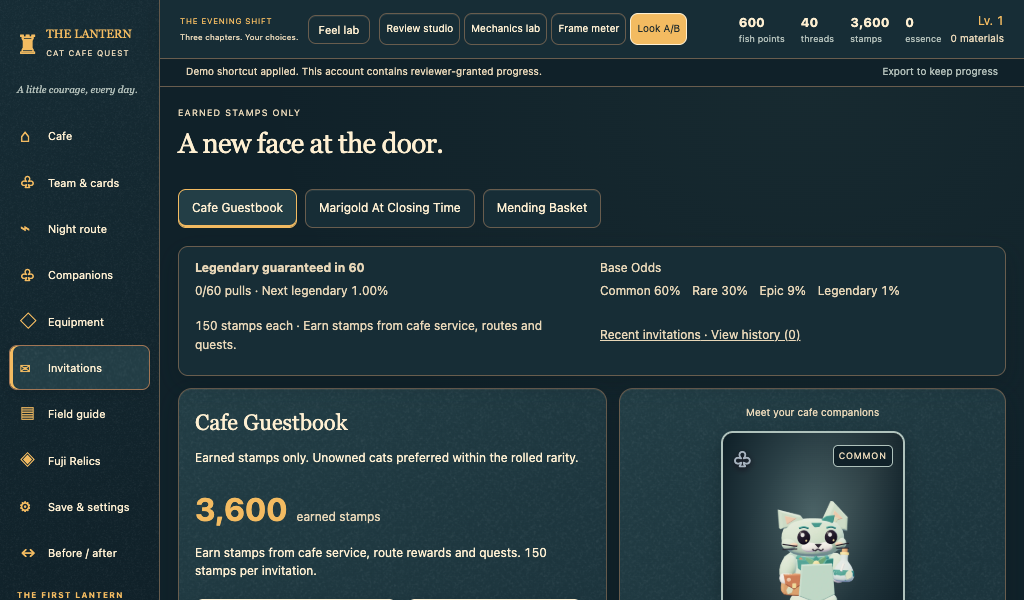 THE LANTERN
CAT CAFE QUEST
A little courage, every day.
Cafe
Team & cards
Night route
Companions
Equipment
Invitations
Field guide
Fuji Relics
Save & settings
Before / after
THE FIRST LANTERN
THE EVENING SHIFT
Three chapters. Your choices.
Feel lab
Review studio
Mechanics lab
Frame meter
Look A/B
600
fish points
40
threads
3,600
stamps
0
essence
Lv. 1
0 materials
Demo shortcut applied. This account contains reviewer-granted progress.
Export to keep progress
EARNED STAMPS ONLY
A new face at the door.
Cafe Guestbook
Marigold At Closing Time
Mending Basket
Legendary guaranteed in 60
0/60 pulls · Next legendary 1.00%
150 stamps each · Earn stamps from cafe service, routes and
quests.
Base Odds
Common 60% Rare 30% Epic 9% Legendary 1%
Recent invitations · View history (0)
Cafe Guestbook
Earned stamps only. Unowned cats preferred within the rolled rarity.
3,600 earned stamps
Earn stamps from cafe service, route rewards and quests. 150
stamps per invitation.
Meet your cafe companions
COMMON